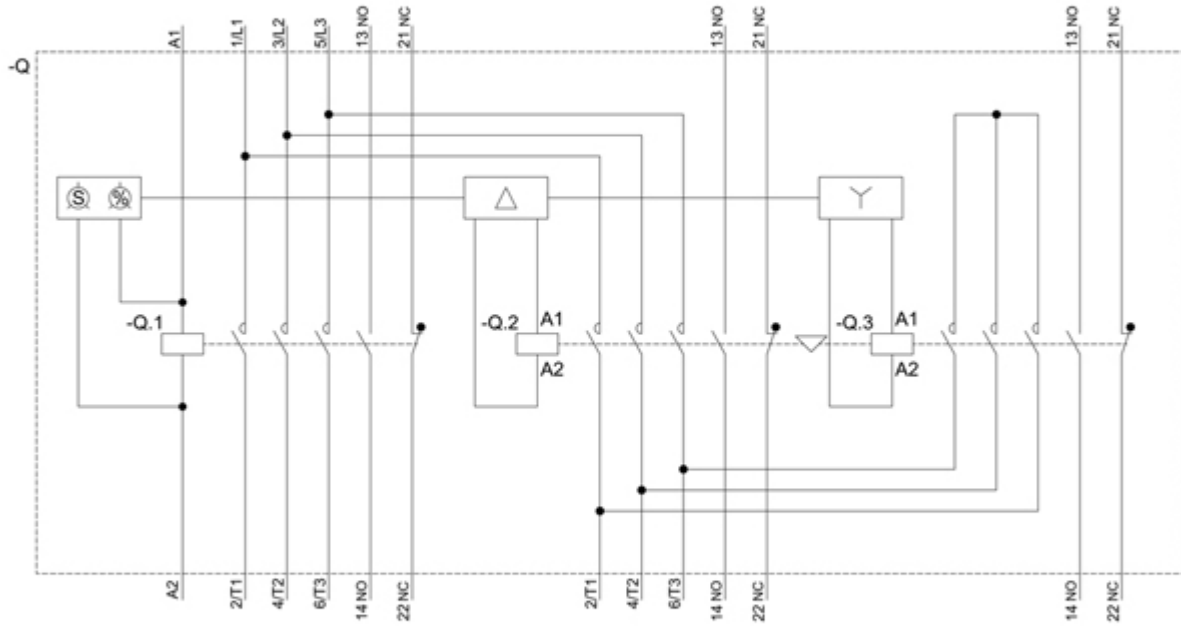 A1
1/L1
3/L2
5/L3
13 NO
21 NC
13 NO
21 NC
13 NO
21 NC
-Q
S
%
-Q.1
-Q.2
A1
A2
-Q.3
A1
A2
A2
2/T1
4/T2
6/T3
14 NO
22 NC
2/T1
4/T2
6/T3
14 NO
22 NC
14 NO
22 NC